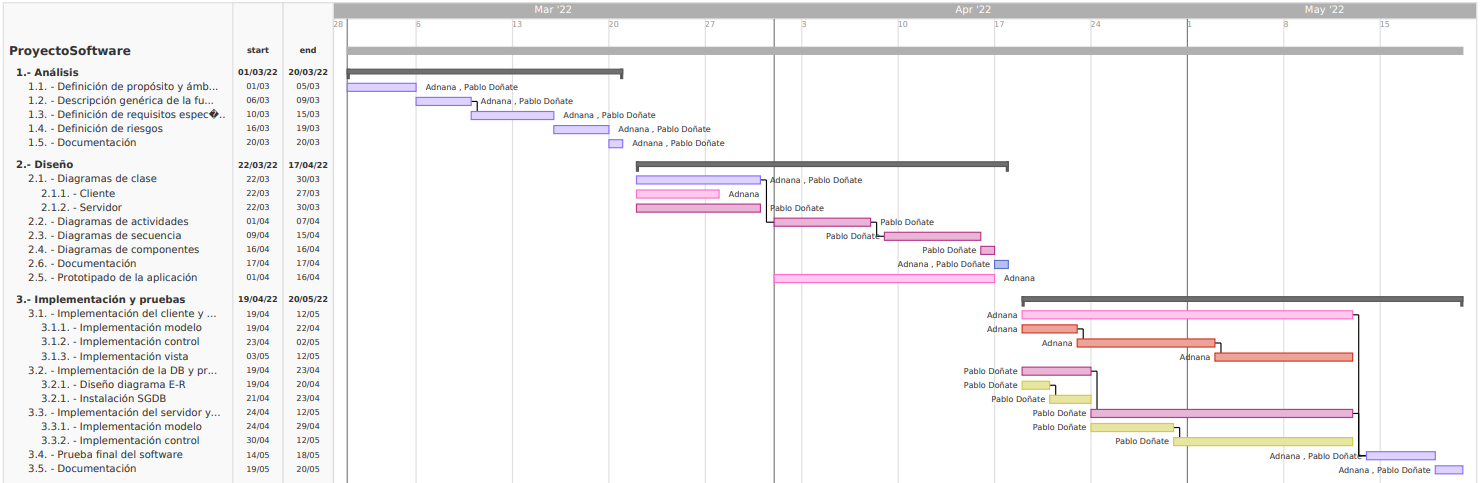 Mar '22 Apr '22 May '22
28 6 13 20 27 3 10 17 24 1 8 15
ProyectoSoftware start end
1.- Análisis 01/03/22 20/03/22
1.1. - Definición de propósito y ámb... 01/03 05/03 Adnana , Pablo Doñate
1.2. - Descripción genérica de la fu... 06/03 09/03 Adnana , Pablo Doñate
1.3. - Definición de requisitos espec�.. 10/03 15/03 Adnana , Pablo Doñate
1.4. - Definición de riesgos 16/03 19/03 Adnana , Pablo Doñate
1.5. - Documentación 20/03 20/03 Adnana , Pablo Doñate
2.- Diseño 22/03/22 17/04/22
2.1. - Diagramas de clase 22/03 30/03 Adnana , Pablo Doñate
2.1.1. - Cliente 22/03 27/03 Adnana
2.1.2. - Servidor 22/03 30/03 Pablo Doñate
2.2. - Diagramas de actividades 01/04 07/04 Pablo Doñate
2.3. - Diagramas de secuencia 09/04 15/04 Pablo Doñate
2.4. - Diagramas de componentes 16/04 16/04 Pablo Doñate
2.6. - Documentación 17/04 17/04 Adnana , Pablo Doñate
2.5. - Prototipado de la aplicación 01/04 16/04 Adnana
3.- Implementación y pruebas 19/04/22 20/05/22
3.1. - Implementación del cliente y ... 19/04 12/05 Adnana
3.1.1. - Implementación modelo 19/04 22/04 Adnana
3.1.2. - Implementación control 23/04 02/05 Adnana
3.1.3. - Implementación vista 03/05 12/05 Adnana
3.2. - Implementación de la DB y pr... 19/04 23/04 Pablo Doñate
3.2.1. - Diseño diagrama E-R 19/04 20/04 Pablo Doñate
3.2.1. - Instalación SGDB 21/04 23/04 Pablo Doñate
3.3. - Implementación del servidor y... 24/04 12/05 Pablo Doñate
3.3.1. - Implementación modelo 24/04 29/04 Pablo Doñate
3.3.2. - Implementación control 30/04 12/05 Pablo Doñate
3.4. - Prueba final del software 14/05 18/05 Adnana , Pablo Doñate
3.5. - Documentación 19/05 20/05 Adnana , Pablo Doñate